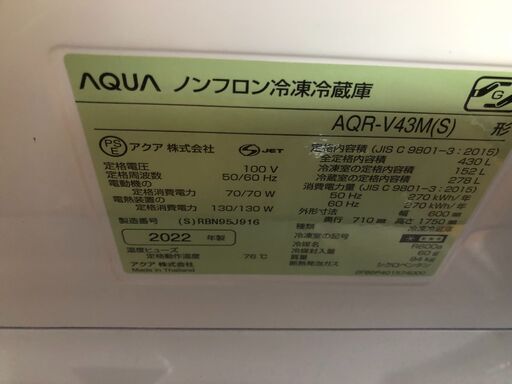 AQUA ノンフロン冷凍冷蔵庫
G
AQR-V43M(S) 形
PS E アクア 株式会社 S-JET
定格電圧 100 V
定格周波数 50/60 Hz
電動機の
定格消費電力 70/70 W
電熱装置の
定格消費電力 130/130 W
製造番号 (S)RBN95J916
2022 年製
温度ヒューズ
定格動作温度 76℃
アクア 株式会社
Made in Thailand
定格内容積 (JIS C 9801-3:2015)
全定格内容積 430 L
冷凍室の定格内容積 152 L
冷蔵室の定格内容積 278 L
消費電力量 (JIS C 9801-3:2015)
50 Hz 270 kWh/年
60 Hz 270 kWh/年
外形寸法 幅 600 mm
奥行 710 mm 高さ 1750 mm
種類 冷凍冷蔵庫
冷凍室の記号
冷媒名 R600a
冷媒封入量 60 g
質量 84 kg
断熱発泡ガス シクロペンタン